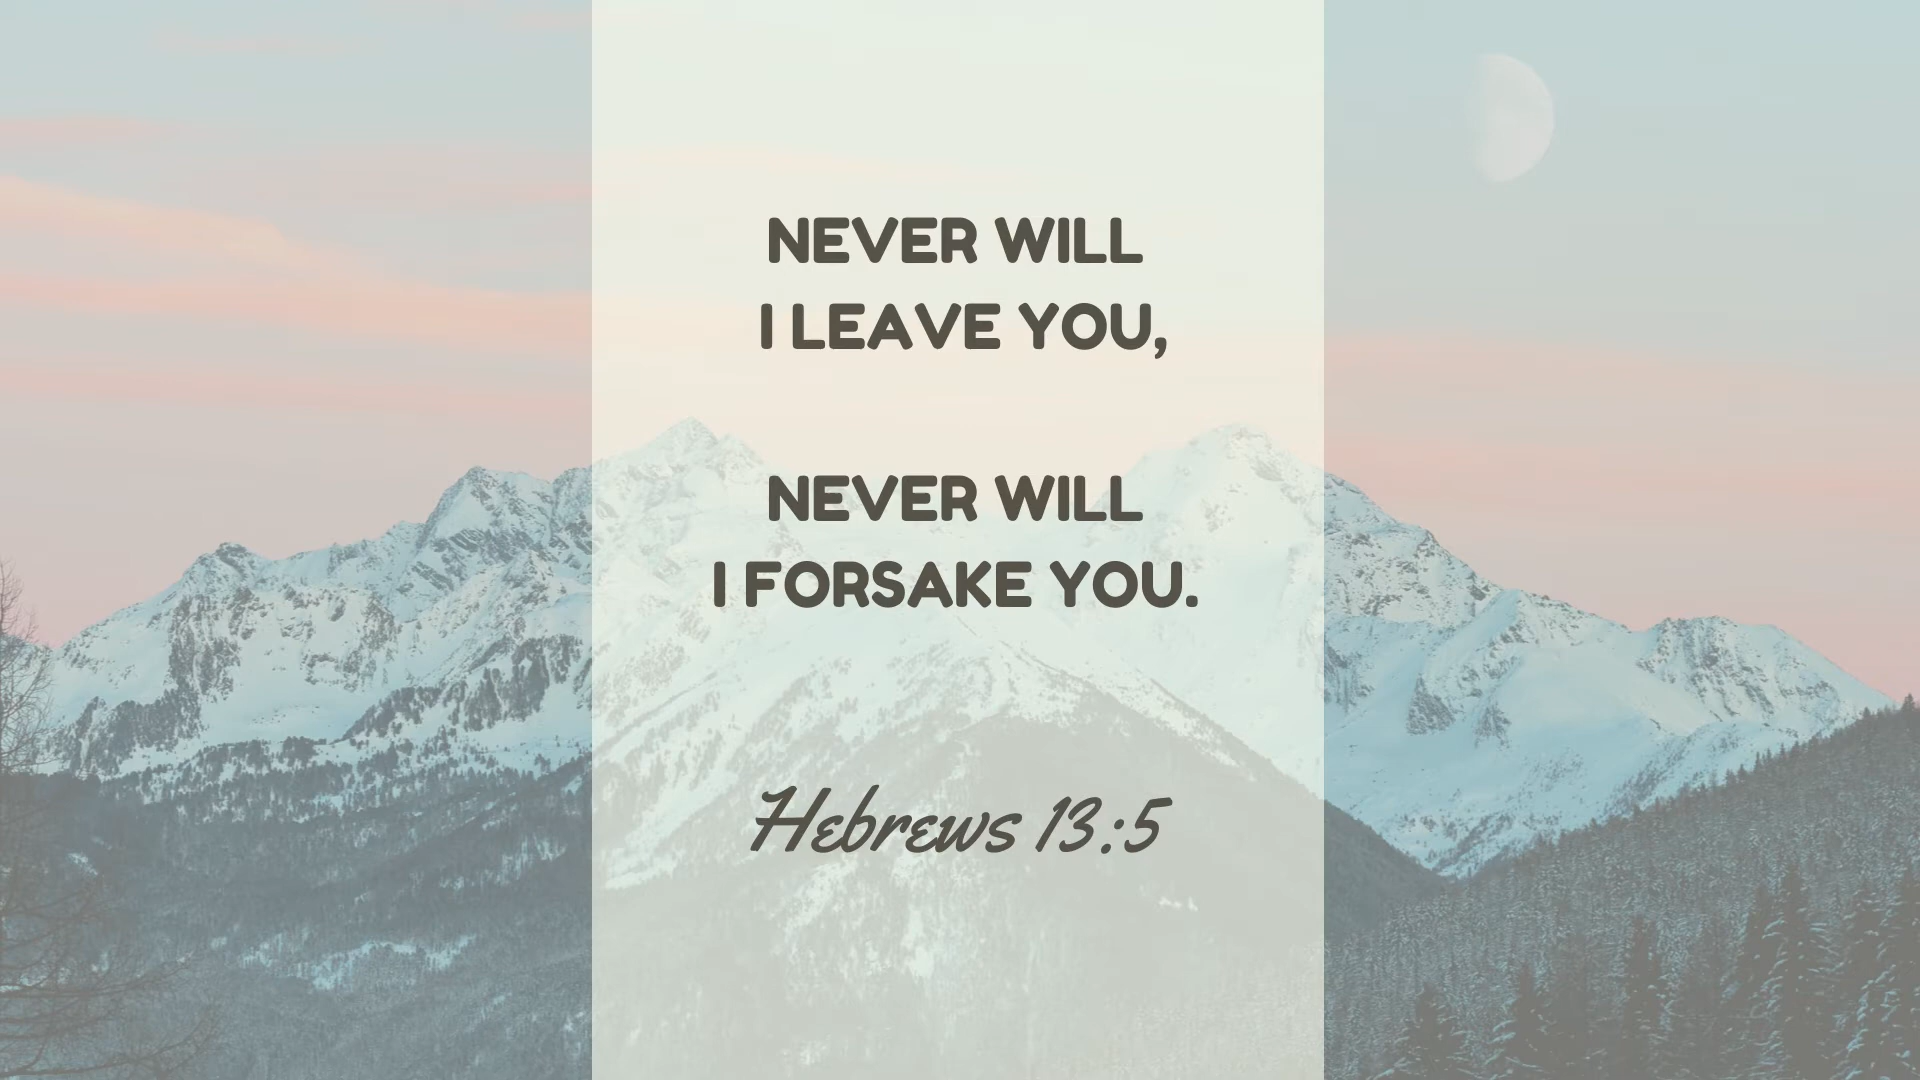 NEVER WILL
I LEAVE YOU,
NEVER WILL
I FORSAKE YOU.
Hebrews 13:5